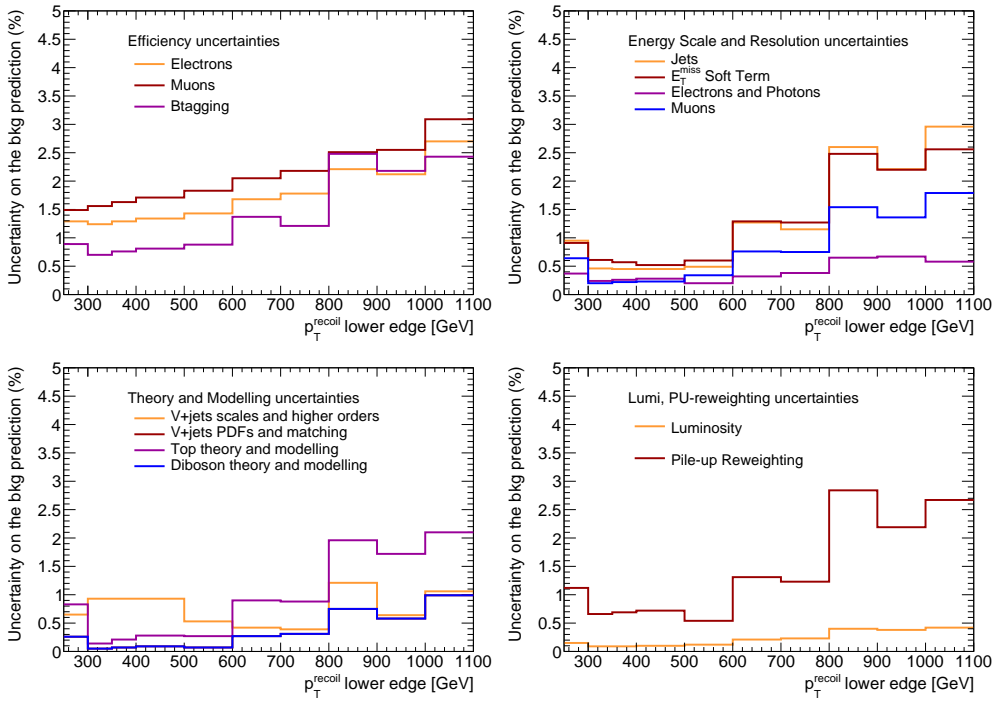 Uncertainty on the bkg prediction (%)
5
4.5
4
3.5
3
2.5
2
1.5
1
0.5
0
Efficiency uncertainties
Electrons
Muons
Btagging
300 400 500 600 700 800 900 1000 1100
p_T^recoil lower edge [GeV]
Uncertainty on the bkg prediction (%)
5
4.5
4
3.5
3
2.5
2
1.5
1
0.5
0
Energy Scale and Resolution uncertainties
Jets
E_T^miss Soft Term
Electrons and Photons
Muons
300 400 500 600 700 800 900 1000 1100
p_T^recoil lower edge [GeV]
Uncertainty on the bkg prediction (%)
5
4.5
4
3.5
3
2.5
2
1.5
1
0.5
0
Theory and Modelling uncertainties
V+jets scales and higher orders
V+jets PDFs and matching
Top theory and modelling
Diboson theory and modelling
300 400 500 600 700 800 900 1000 1100
p_T^recoil lower edge [GeV]
Uncertainty on the bkg prediction (%)
5
4.5
4
3.5
3
2.5
2
1.5
1
0.5
0
Lumi, PU-reweighting uncertainties
Luminosity
Pile-up Reweighting
300 400 500 600 700 800 900 1000 1100
p_T^recoil lower edge [GeV]